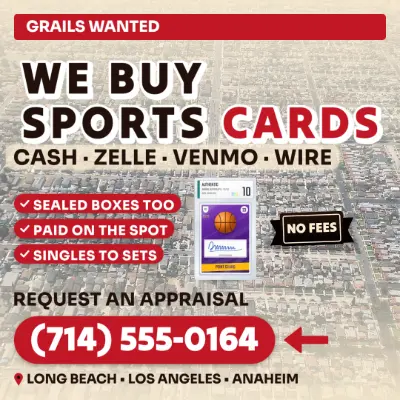 GRAILS WANTED
WE BUY
SPORTS CARDS
CASH · ZELLE · VENMO · WIRE
SEALED BOXES TOO
PAID ON THE SPOT
SINGLES TO SETS
10
NO FEES
REQUEST AN APPRAISAL
(714) 555-0164
LONG BEACH • LOS ANGELES • ANAHEIM